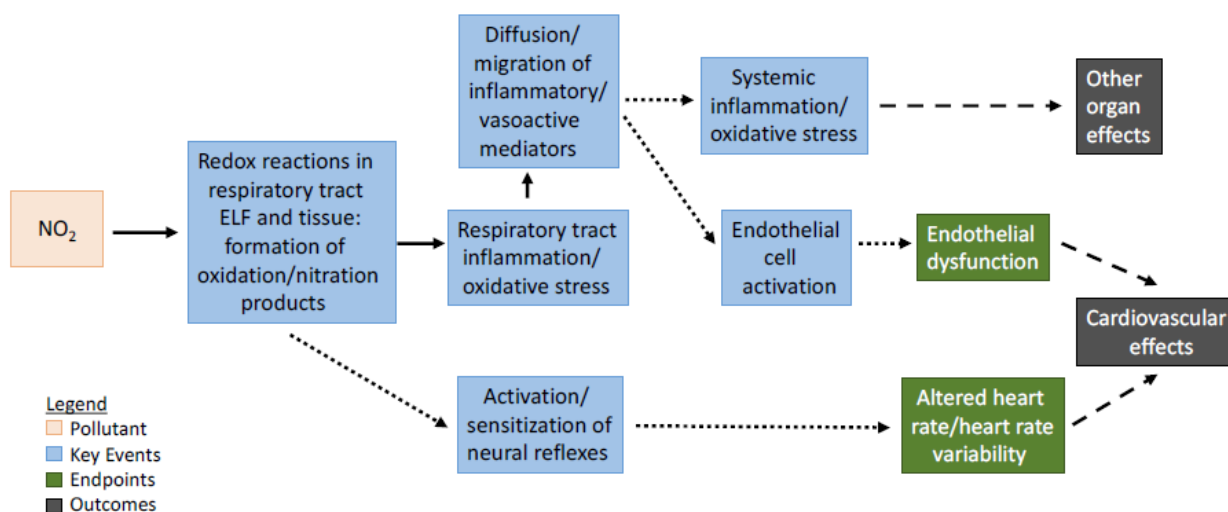 NO₂
Redox reactions in
respiratory tract
ELF and tissue:
formation of
oxidation/nitration
products
Diffusion/
migration of
inflammatory/
vasoactive
mediators
Respiratory tract
inflammation/
oxidative stress
Systemic
inflammation/
oxidative stress
Other
organ
effects
Endothelial
cell
activation
Endothelial
dysfunction
Cardiovascular
effects
Activation/
sensitization of
neural reflexes
Altered heart
rate/heart rate
variability
Legend
Pollutant
Key Events
Endpoints
Outcomes